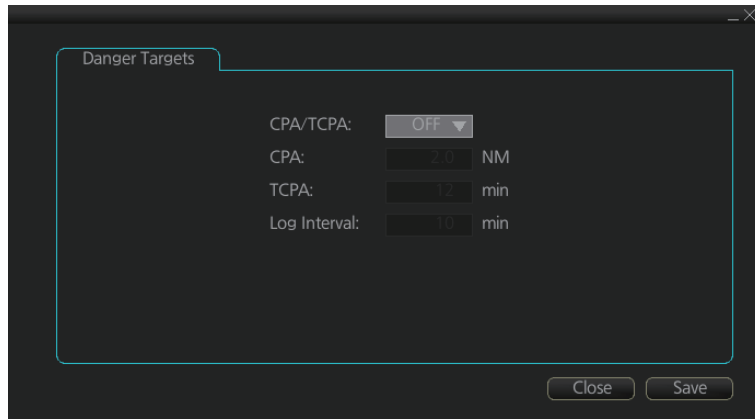 Danger Targets
CPA/TCPA: OFF
CPA: 2.0 NM
TCPA: 12 min
Log Interval: 10 min
Close Save